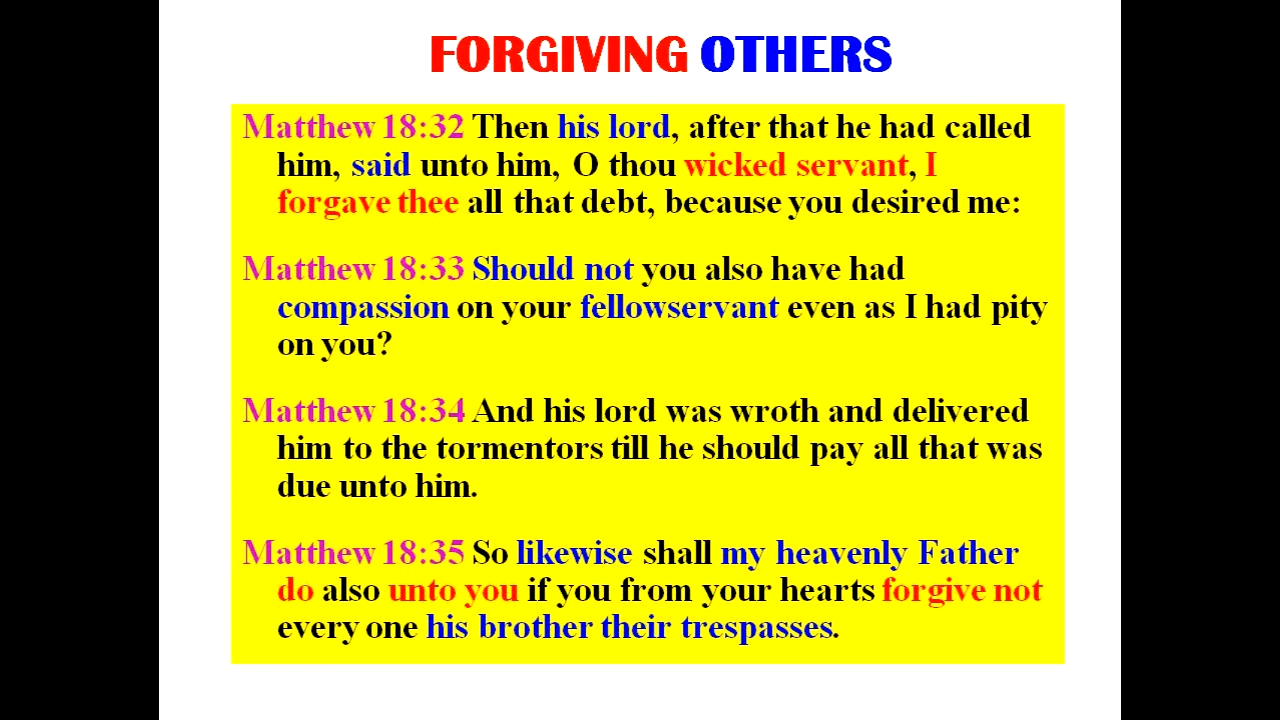 FORGIVING OTHERS
Matthew 18:32 Then his lord, after that he had called
him, said unto him, O thou wicked servant, I
forgave thee all that debt, because you desired me:
Matthew 18:33 Should not you also have had
compassion on your fellowservant even as I had pity
on you?
Matthew 18:34 And his lord was wroth and delivered
him to the tormentors till he should pay all that was
due unto him.
Matthew 18:35 So likewise shall my heavenly Father
do also unto you if you from your hearts forgive not
every one his brother their trespasses.